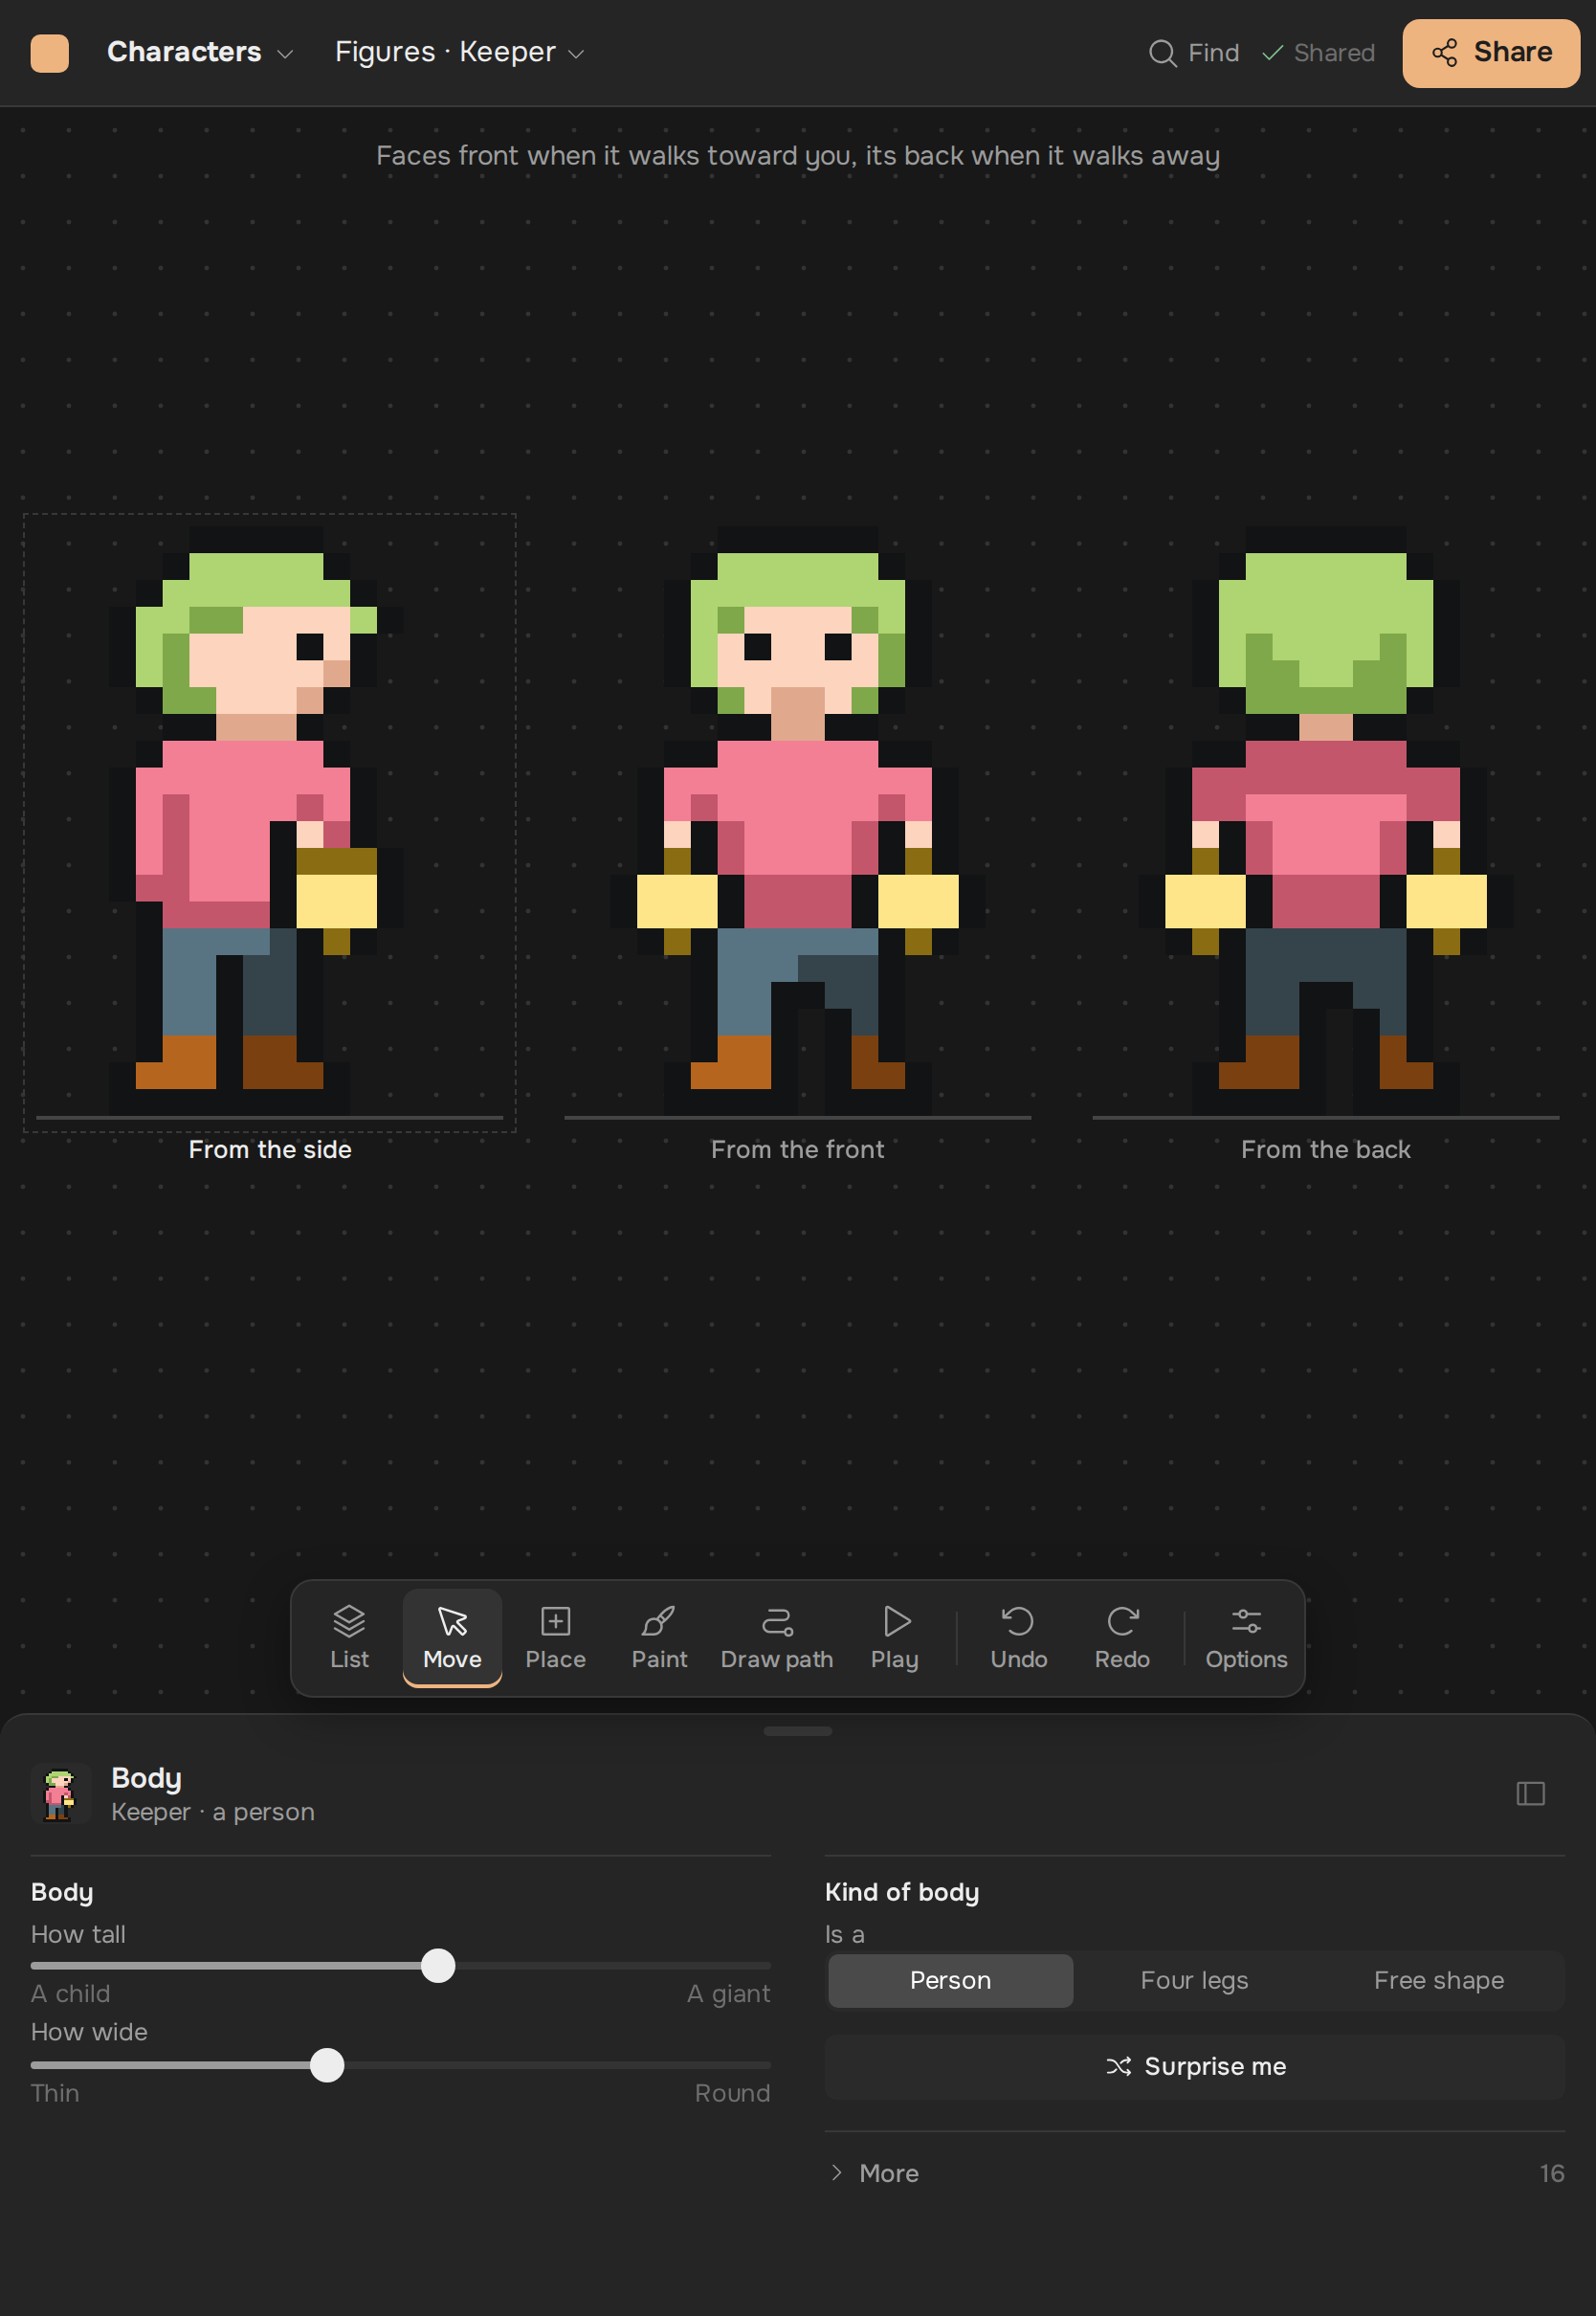 Characters
Figures · Keeper
Find
Shared
Share
Faces front when it walks toward you, its back when it walks away
From the side
From the front
From the back
List
Move
Place
Paint
Draw path
Play
Undo
Redo
Options
Body
Keeper · a person
Body
How tall
A child
A giant
How wide
Thin
Round
Kind of body
Is a
Person
Four legs
Free shape
Surprise me
More
16